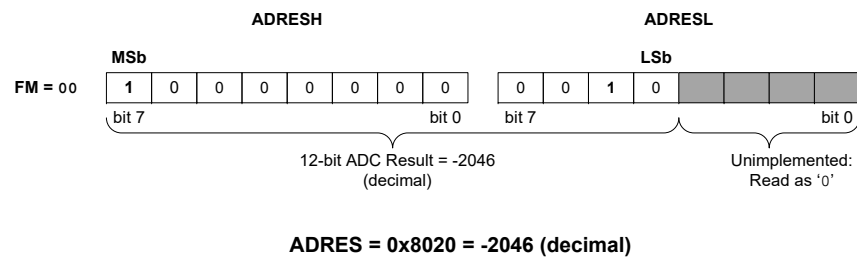 ADRESH ADRESL
MSb LSb
FM = 00 1 0 0 0 0 0 0 0 0 0 1 0
bit 7 bit 0 bit 7 bit 0
12-bit ADC Result = -2046 Unimplemented:
(decimal) Read as ‘0’
ADRES = 0x8020 = -2046 (decimal)